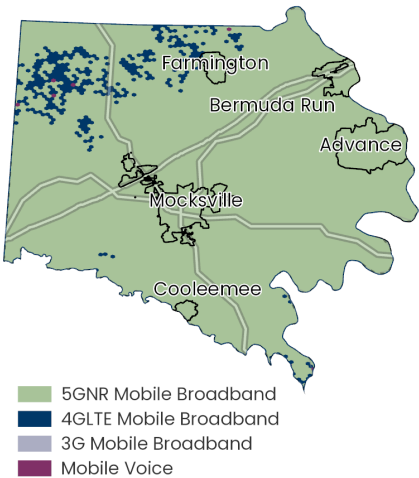 Farmington
Bermuda Run
Advance
Mocksville
Cooleemee
5GNR Mobile Broadband
4GLTE Mobile Broadband
3G Mobile Broadband
Mobile Voice